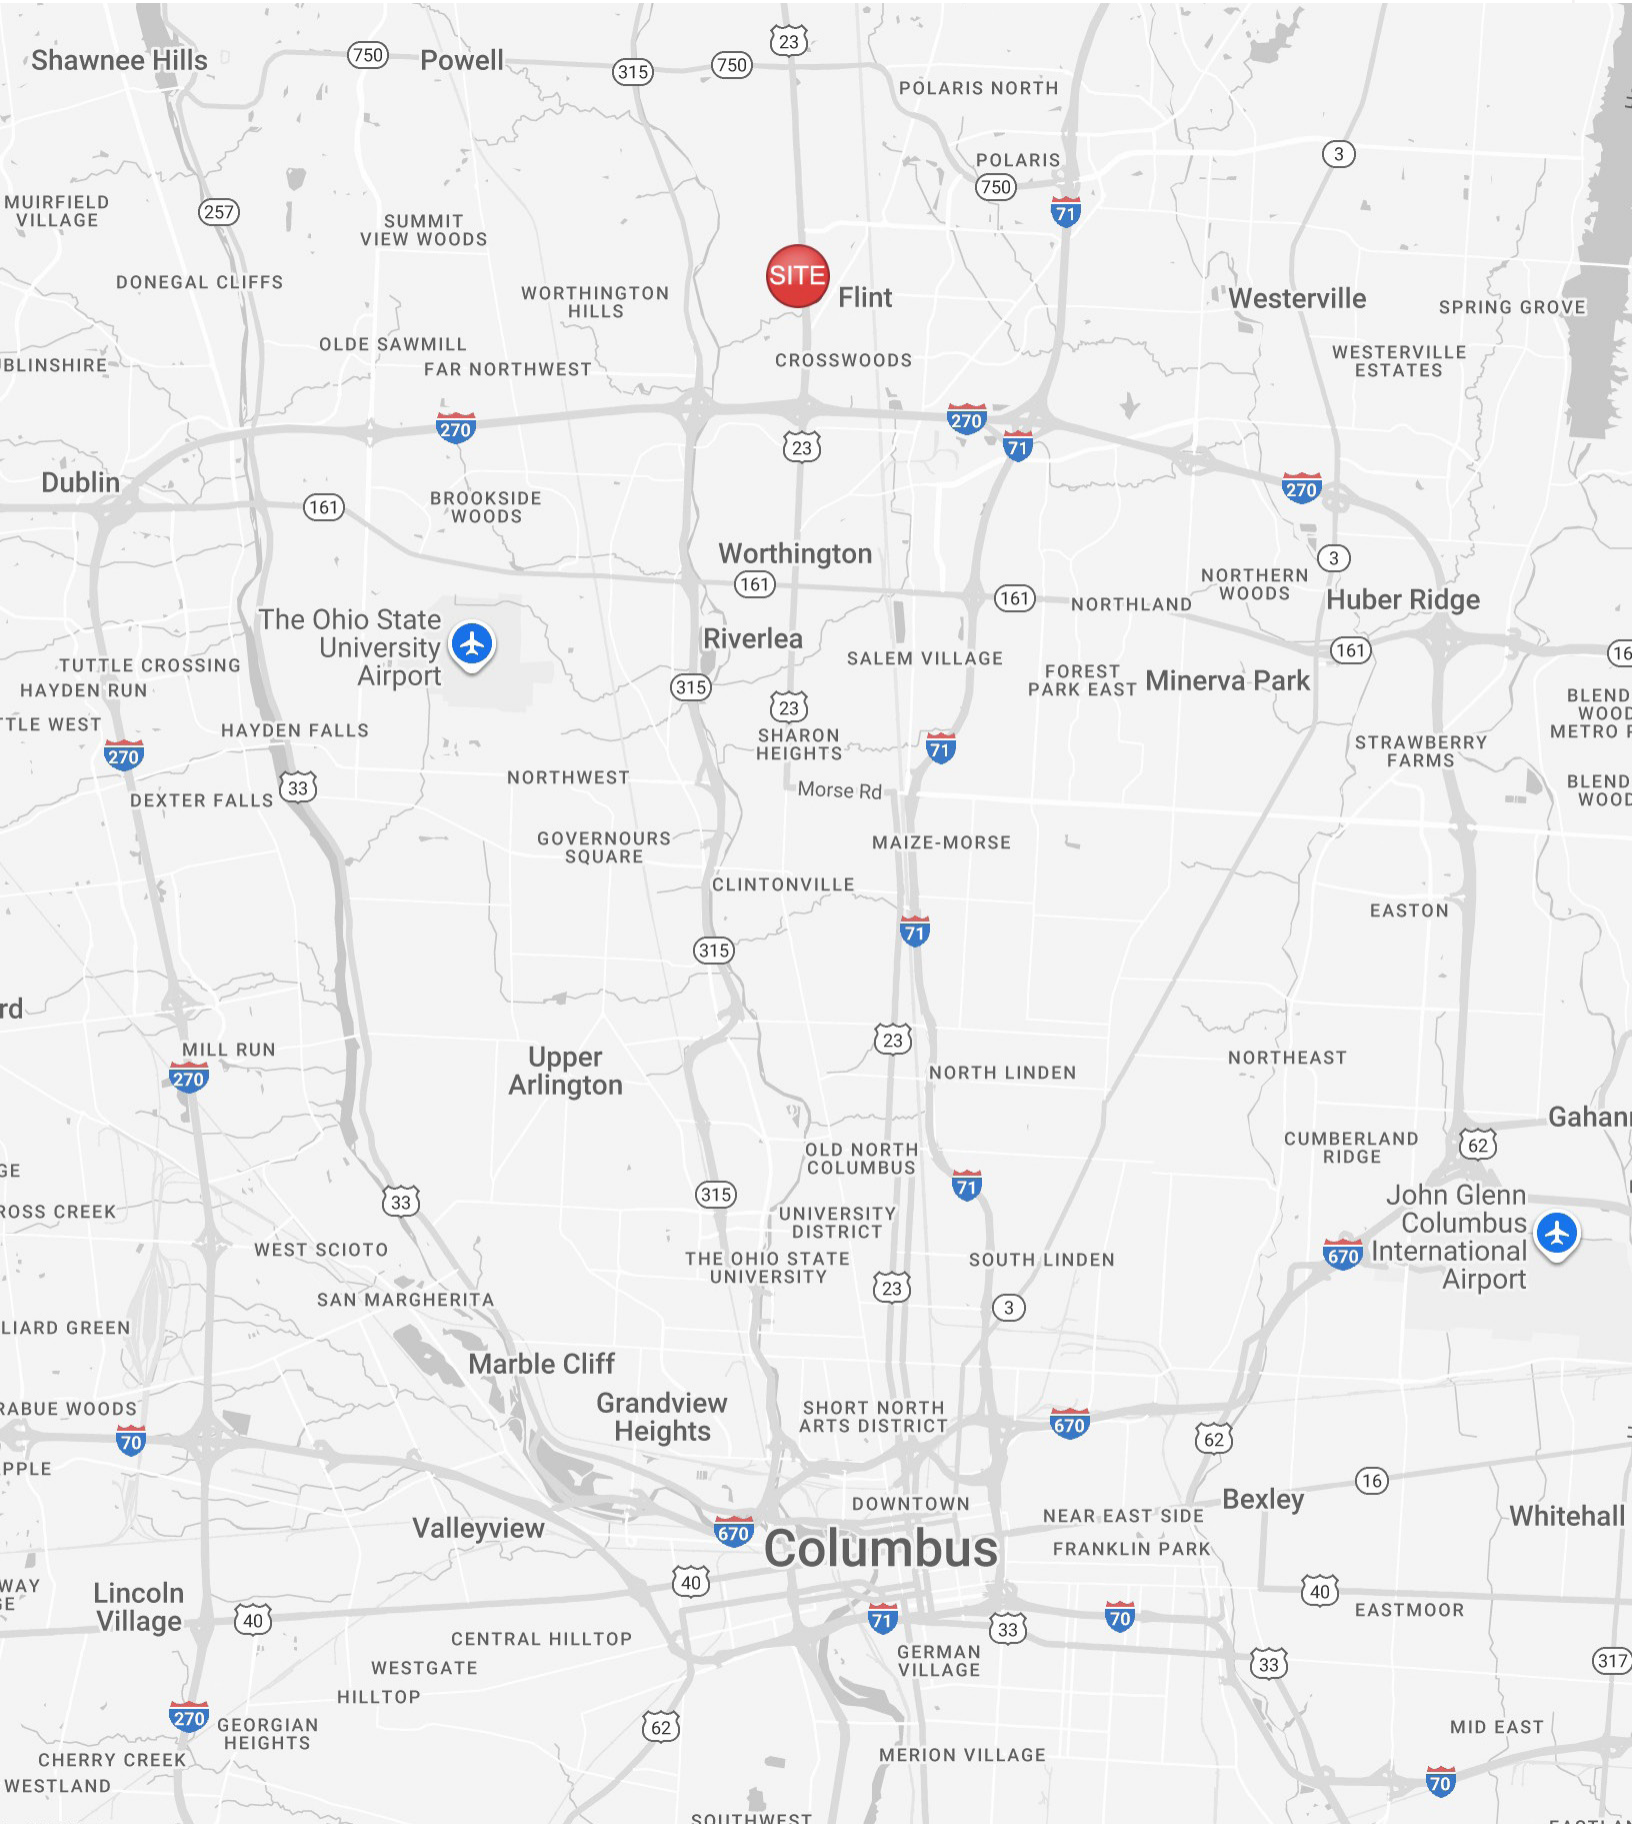 23
Shawnee Hills
750
Powell
315
750
POLARIS NORTH
3
POLARIS
750
MUIRFIELD
VILLAGE
257
71
SUMMIT
VIEW WOODS
SITE
DONEGAL CLIFFS
WORTHINGTON
HILLS
Flint
Westerville
SPRING GROVE
OLDE SAWMILL
FAR NORTHWEST
CROSSWOODS
WESTERVILLE
ESTATES
BLINSHIRE
270
270
71
23
Dublin
270
161
BROOKSIDE
WOODS
Worthington
3
161
NORTHERN
WOODS
161
NORTHLAND
Huber Ridge
The Ohio State
University
Airport
Riverlea
SALEM VILLAGE
161
16
TUTTLE CROSSING
HAYDEN RUN
FOREST
PARK EAST
Minerva Park
315
BLEND
WOOD
METRO P
TTLE WEST
HAYDEN FALLS
23
SHARON
HEIGHTS
71
STRAWBERRY
FARMS
270
NORTHWEST
33
DEXTER FALLS
Morse Rd
BLEND
WOOD
GOVERNOURS
SQUARE
MAIZE-MORSE
CLINTONVILLE
EASTON
71
315
rd
MILL RUN
23
Upper
Arlington
NORTHEAST
270
NORTH LINDEN
Gahann
CUMBERLAND
RIDGE
62
OLD NORTH
COLUMBUS
GE
71
315
33
John Glenn
Columbus
International
Airport
ROSS CREEK
UNIVERSITY
DISTRICT
WEST SCIOTO
THE OHIO STATE
UNIVERSITY
SOUTH LINDEN
670
SAN MARGHERITA
23
3
LLIARD GREEN
Marble Cliff
Grandview
Heights
RABUE WOODS
SHORT NORTH
ARTS DISTRICT
670
70
62
APPLE
16
DOWNTOWN
Bexley
Valleyview
670
NEAR EAST SIDE
Whitehall
Columbus
FRANKLIN PARK
WAY
GE
40
40
Lincoln
Village
40
71
70
EASTMOOR
CENTRAL HILLTOP
33
GERMAN
VILLAGE
33
317
WESTGATE
HILLTOP
270
GEORGIAN
HEIGHTS
62
MID EAST
CHERRY CREEK
MERION VILLAGE
WESTLAND
70
SOUTHWEST